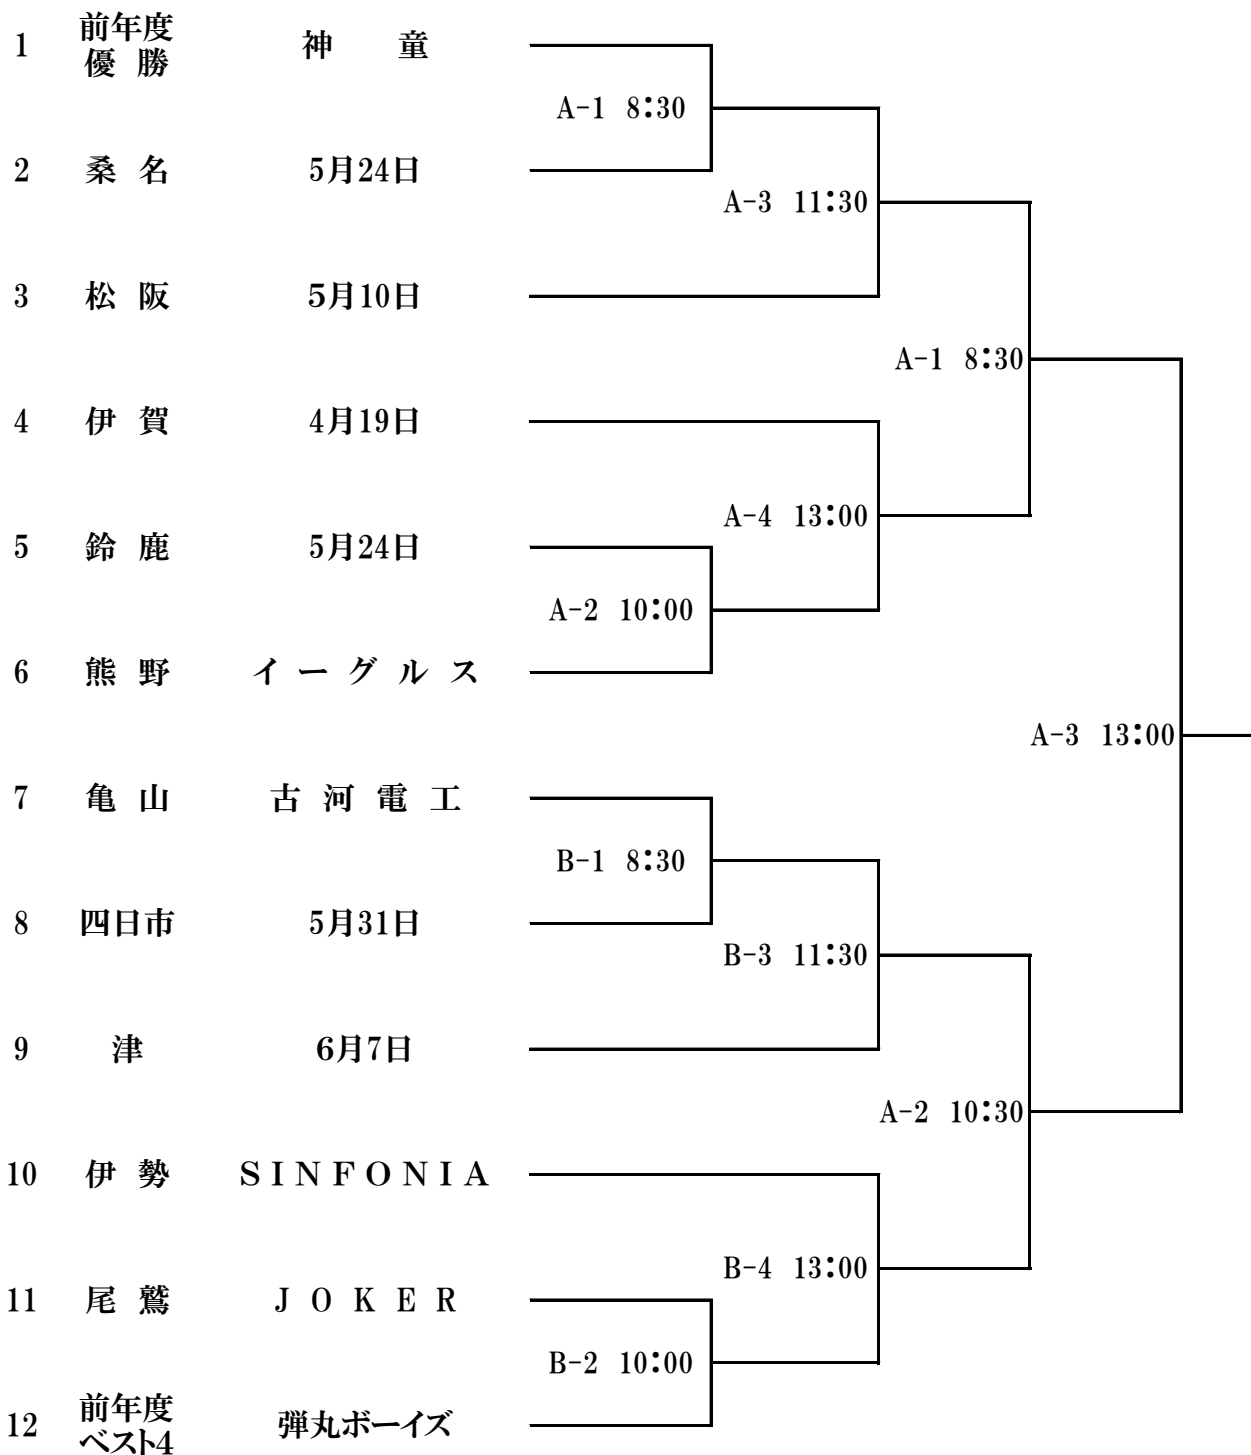 前年度
1 優 勝 神 童
A-1 8:30
2 桑 名 5月24日
A-3 11:30
3 松 阪 5月10日
A-1 8:30
4 伊 賀 4月19日
A-4 13:00
5 鈴 鹿 5月24日
A-2 10:00
6 熊 野 イ ー グ ル ス
A-3 13:00
7 亀 山 古 河 電 工
B-1 8:30
8 四日市 5月31日
B-3 11:30
9 津 6月7日
A-2 10:30
10 伊 勢 S I N F O N I A
B-4 13:00
11 尾 鷲 J O K E R
B-2 10:00
前年度
12 ベスト4 弾丸ボーイズ